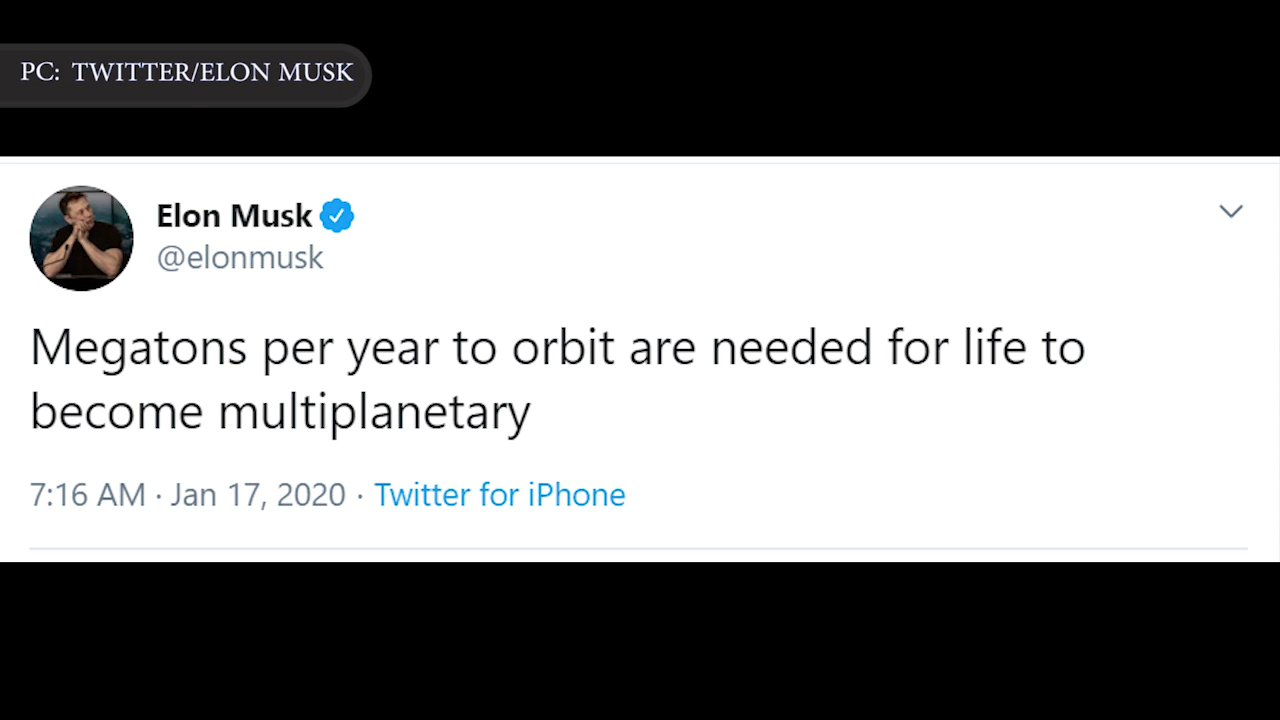 PC: TWITTER/ELON MUSK
Elon Musk
@elonmusk
Megatons per year to orbit are needed for life to
become multiplanetary
7:16 AM · Jan 17, 2020 · Twitter for iPhone